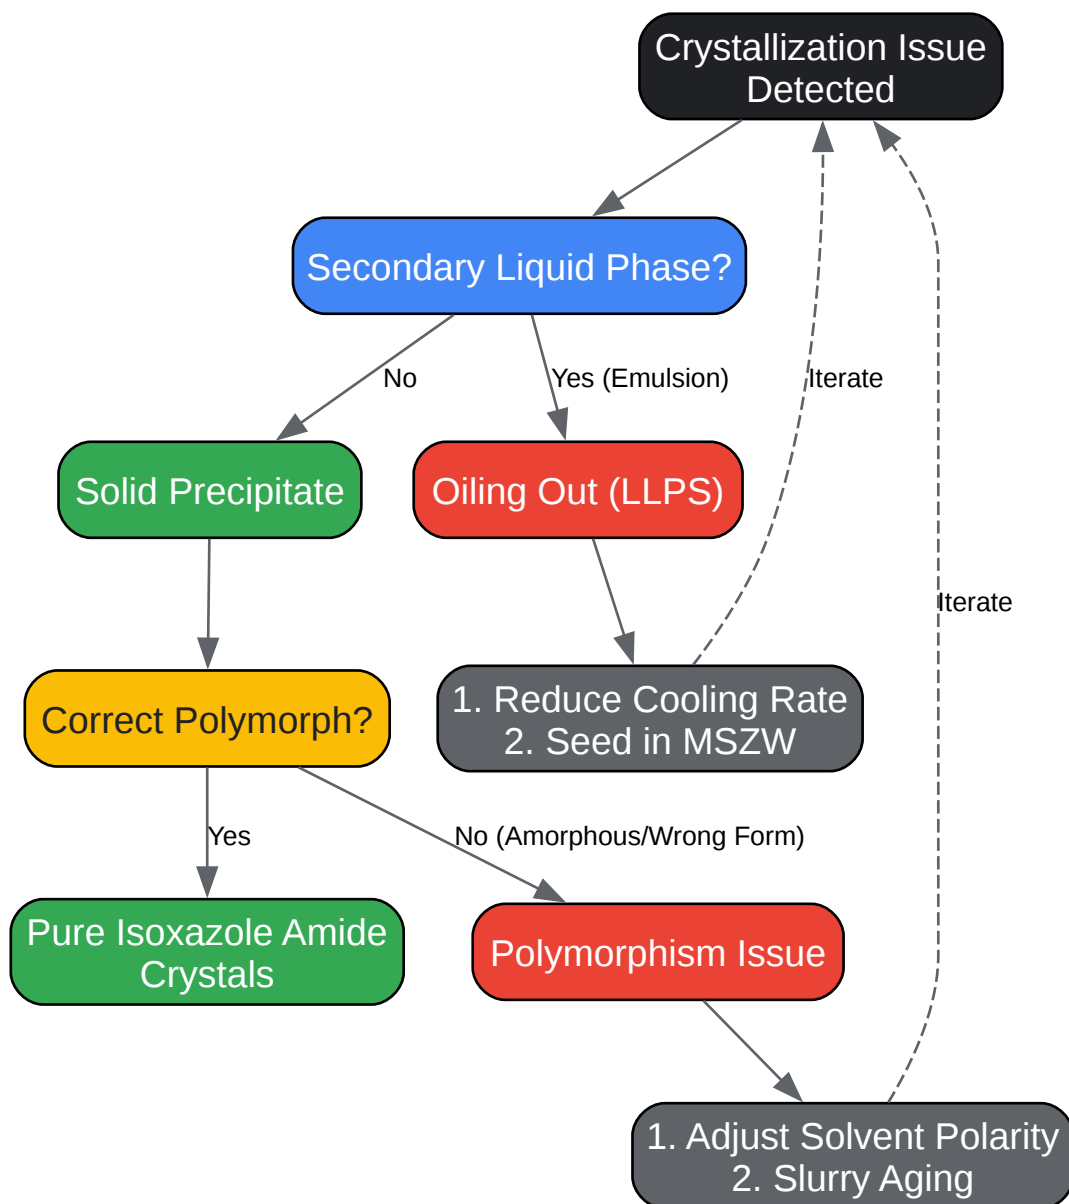 Crystallization Issue
Detected
Secondary Liquid Phase?
No
Yes (Emulsion)
Iterate
Solid Precipitate
Oiling Out (LLPS)
Iterate
1. Reduce Cooling Rate
2. Seed in MSZW
Correct Polymorph?
Yes
No (Amorphous/Wrong Form)
Pure Isoxazole Amide
Crystals
Polymorphism Issue
1. Adjust Solvent Polarity
2. Slurry Aging